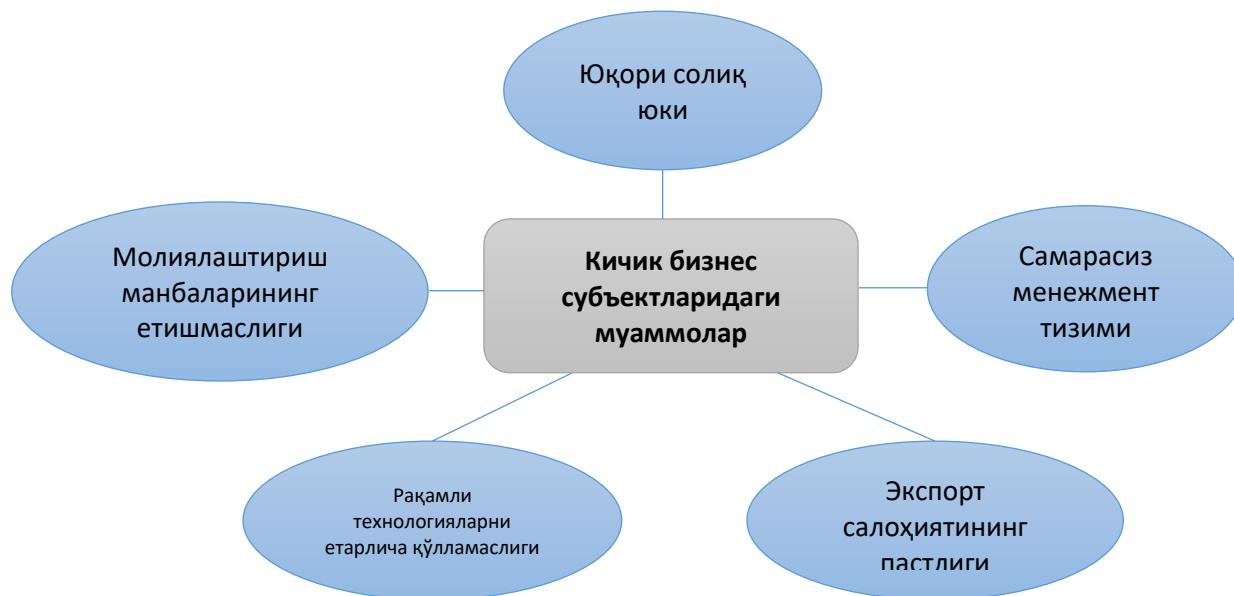 Юқори солиқ
юки
Молиялаштириш
манбаларининг
етишмаслиги
Кичик бизнес
субъектларидаги
муаммолар
Самарасиз
менежмент
тизими
Рақамли
технологияларни
етарлича қўлламаслиги
Экспорт
салоҳиятининг
пастлиги